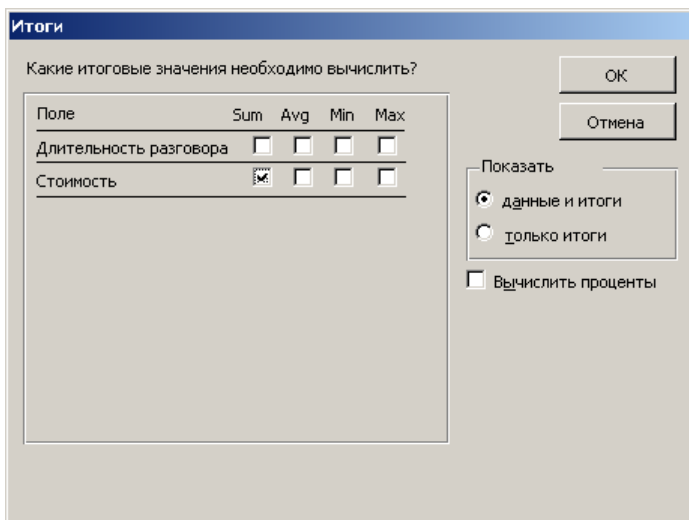 Итоги
Какие итоговые значения необходимо вычислить?
ОК
Отмена
Поле Sum Avg Min Max
Длительность разговора
Стоимость
Показать
данные и итоги
только итоги
Вычислить проценты